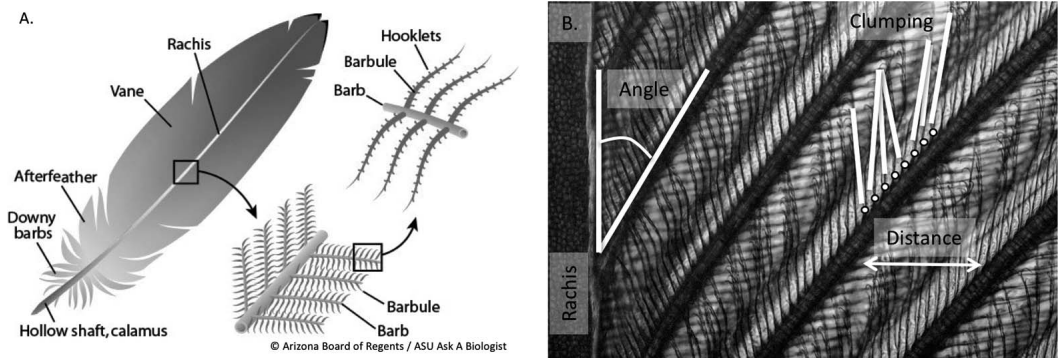 A.
Rachis
Vane
Afterfeather
Downy
barbs
Hollow shaft, calamus
Hooklets
Barbule
Barb
Barbule
Barb
© Arizona Board of Regents / ASU Ask A Biologist
B.
Clumping
Angle
Distance
Rachis